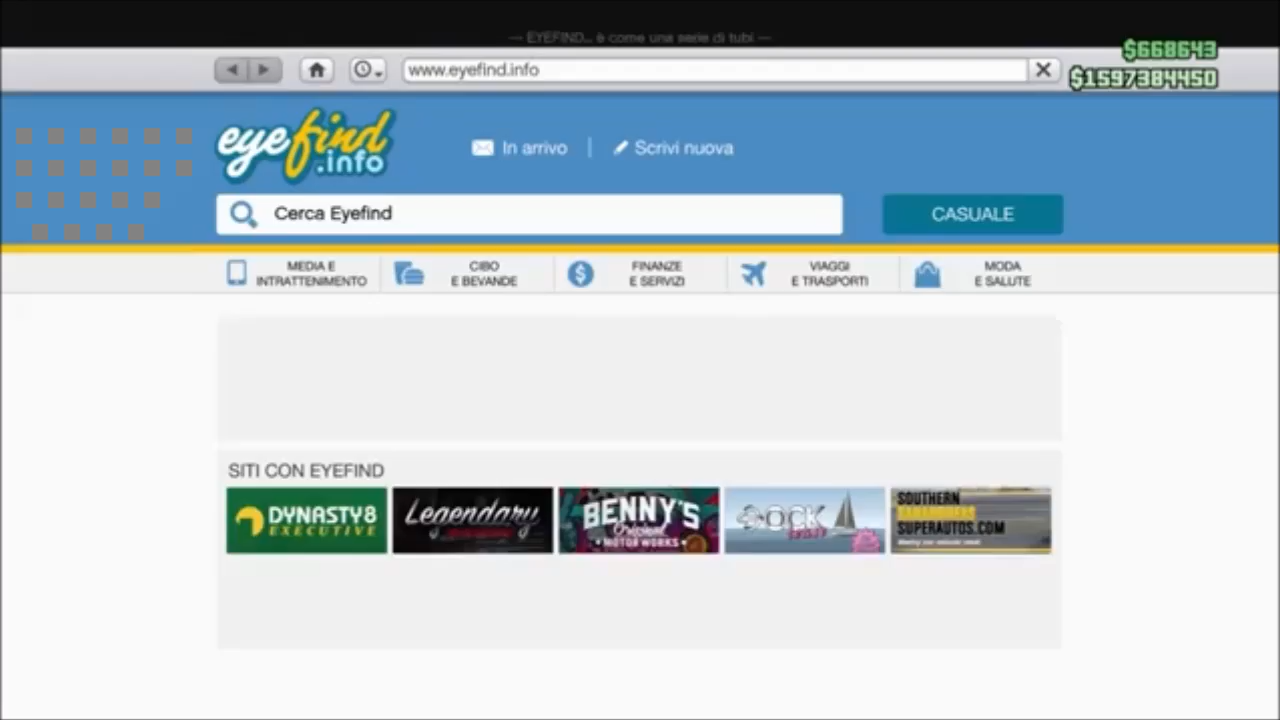 — EYEFIND... è come una serie di tubi —
$668643
www.eyefind.info
$1597384450
eyefind
.info
In arrivo
Scrivi nuova
Cerca Eyefind
CASUALE
MEDIA E
INTRATTENIMENTO
CIBO
E BEVANDE
FINANZE
E SERVIZI
VIAGGI
E TRASPORTI
MODA
E SALUTE
SITI CON EYEFIND
DYNASTY8
EXECUTIVE
Legendary
BENNY'S
Original
MOTOR WORKS
DOCK
SOUTHERN
SUPERAUTOS.COM